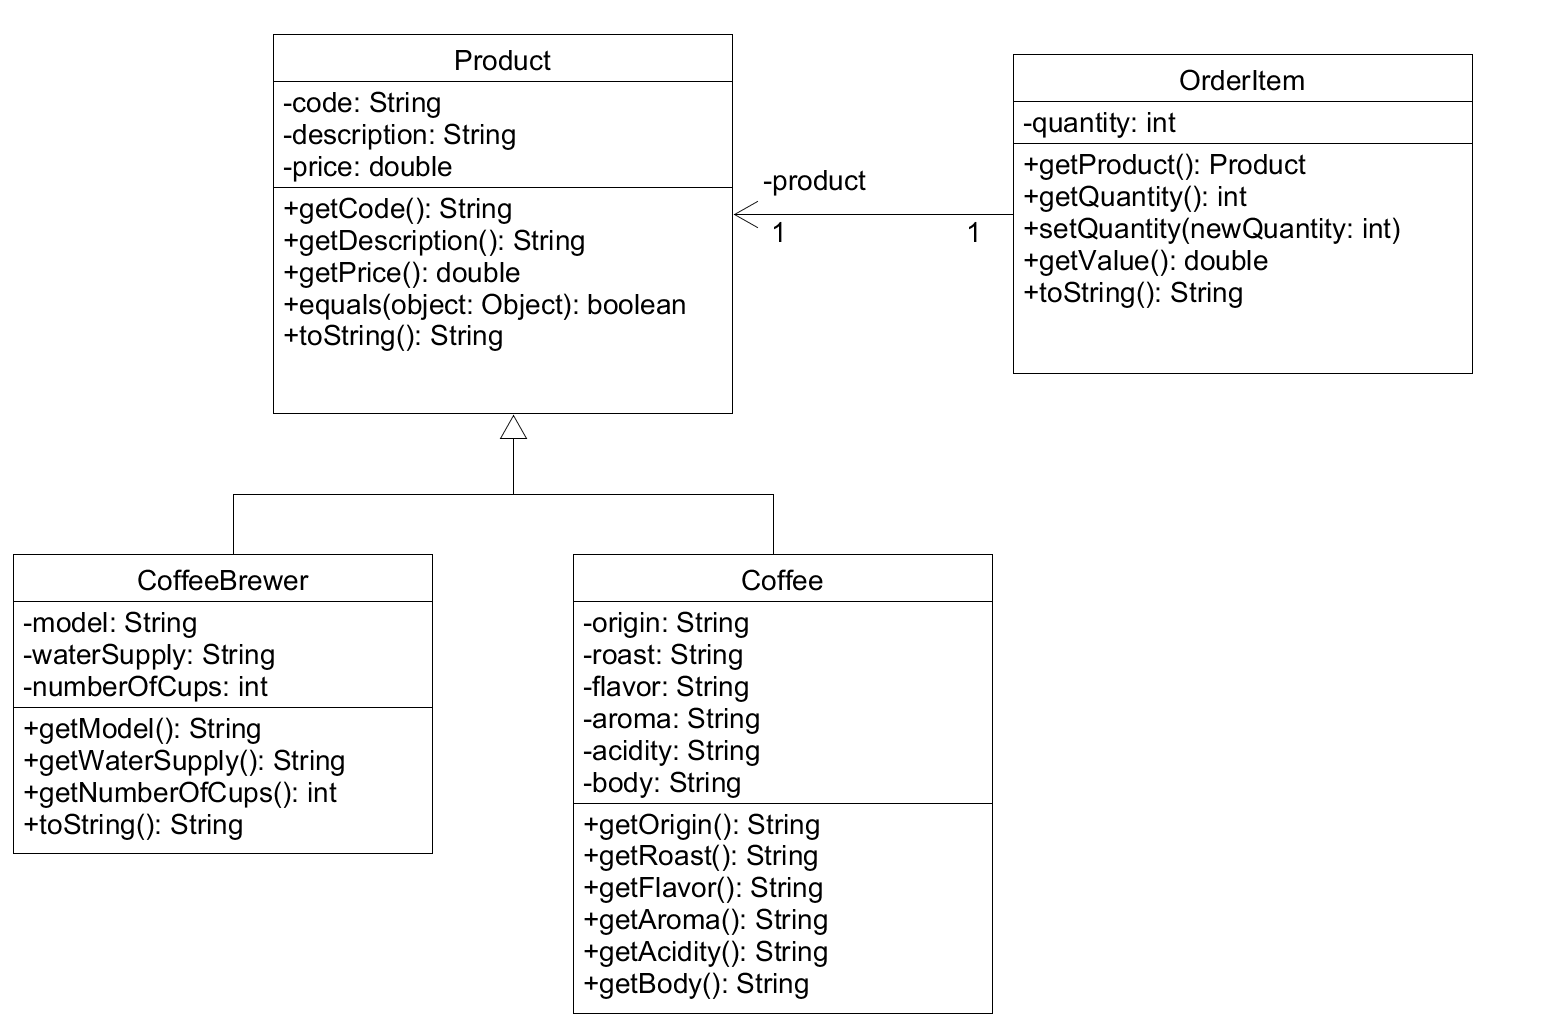 Product
-code: String
-description: String
-price: double
+getCode(): String
+getDescription(): String
+getPrice(): double
+equals(object: Object): boolean
+toString(): String
-product
1
1
OrderItem
-quantity: int
+getProduct(): Product
+getQuantity(): int
+setQuantity(newQuantity: int)
+getValue(): double
+toString(): String
CoffeeBrewer
-model: String
-waterSupply: String
-numberOfCups: int
+getModel(): String
+getWaterSupply(): String
+getNumberOfCups(): int
+toString(): String
Coffee
-origin: String
-roast: String
-flavor: String
-aroma: String
-acidity: String
-body: String
+getOrigin(): String
+getRoast(): String
+getFlavor(): String
+getAroma(): String
+getAcidity(): String
+getBody(): String